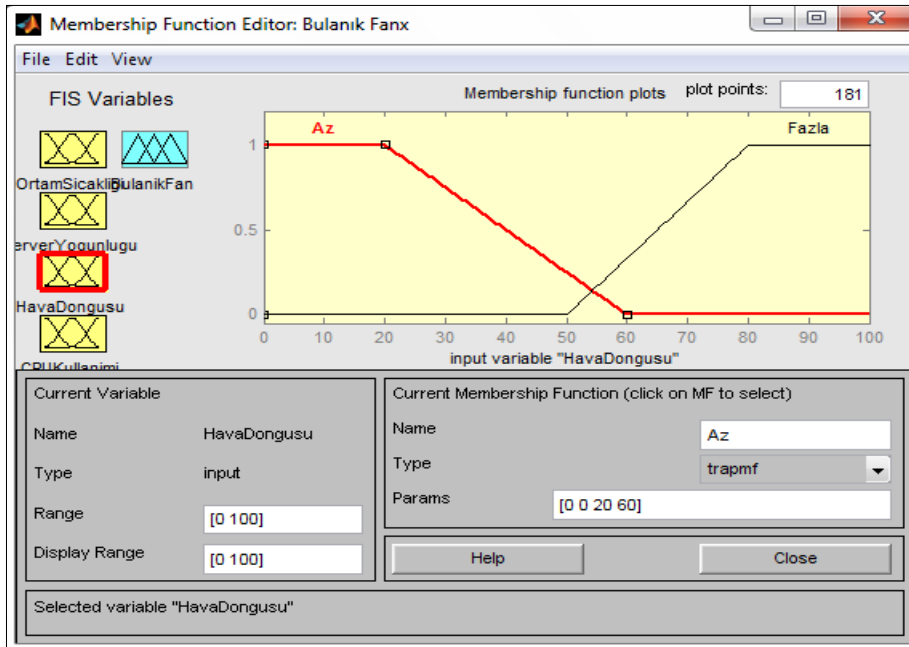 Membership Function Editor: Bulanık Fanx
File Edit View
FIS Variables
Membership function plots plot points: 181
OrtamSicakligi
BulanikFan
erverYogunlugu
HavaDongusu
CPUKullanimi
Az
Fazla
1
0.5
0
0 10 20 30 40 50 60 70 80 90 100
input variable "HavaDongusu"
Current Variable
Name HavaDongusu
Type input
Range [0 100]
Display Range [0 100]
Current Membership Function (click on MF to select)
Name Az
Type trapmf
Params [0 0 20 60]
Help Close
Selected variable "HavaDongusu"